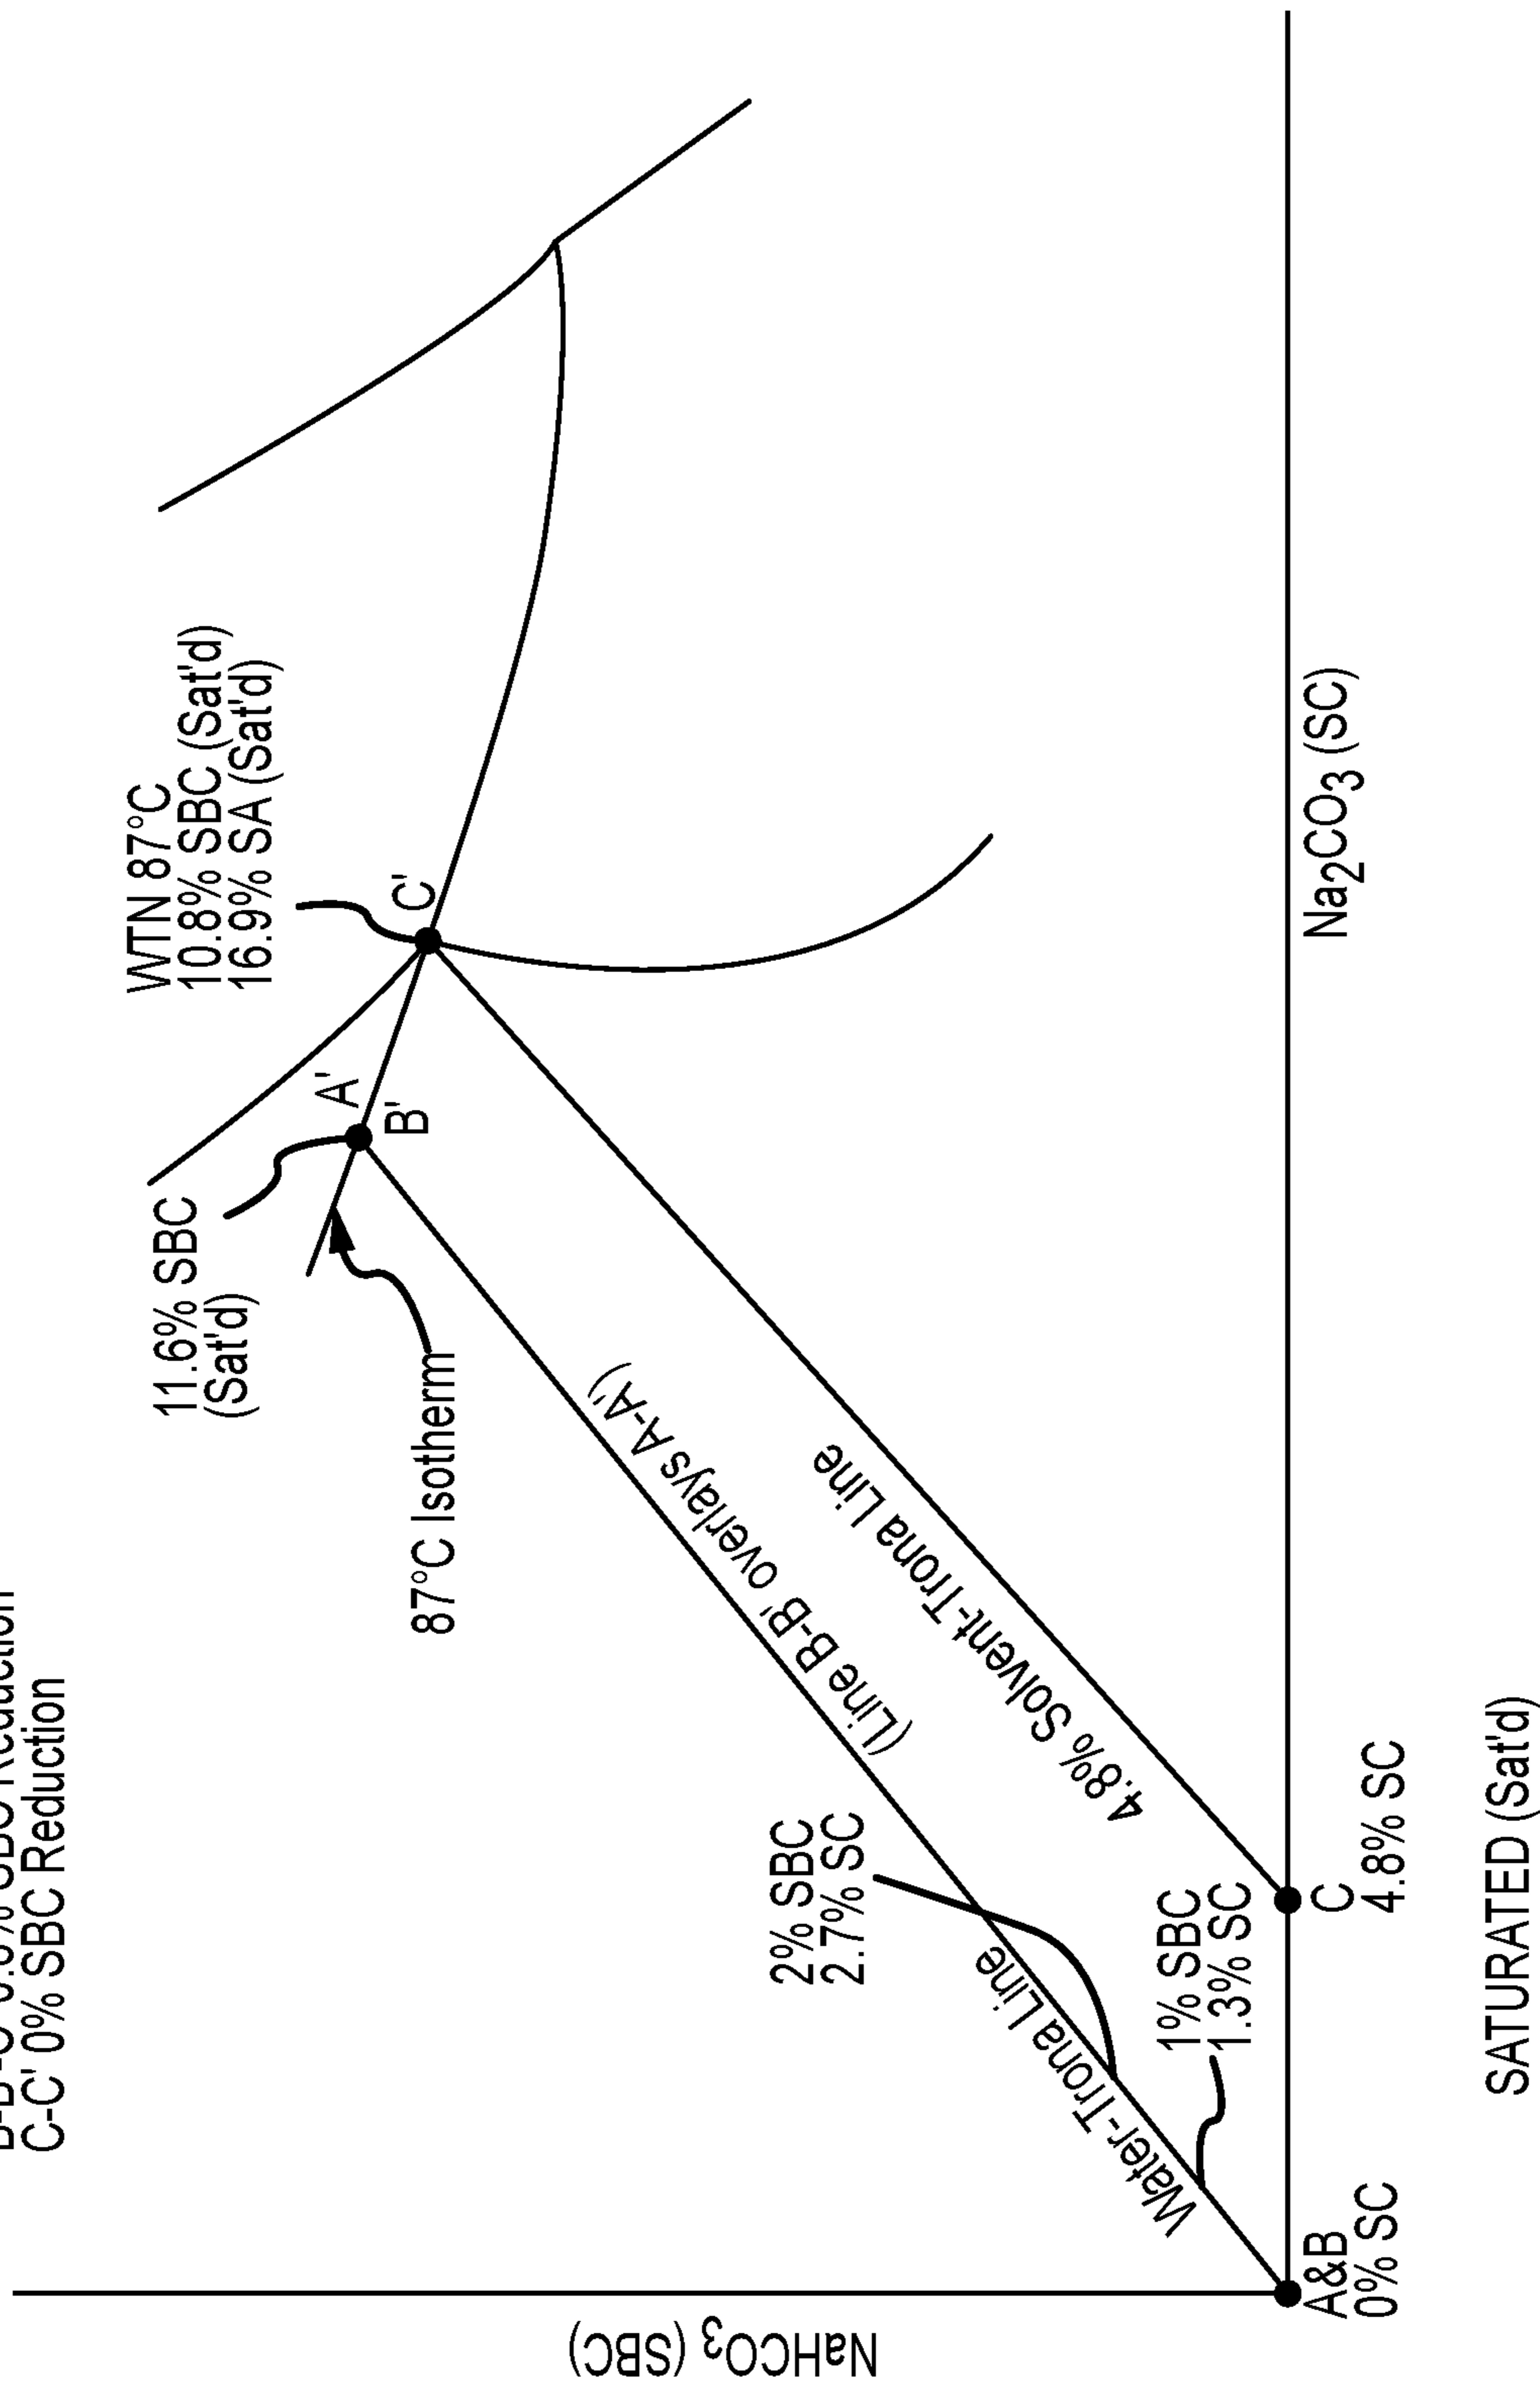 SBC Reduction
C-C' 0% SBC Reduction
WTN 87°C
10.8% SBC (Sat'd)
16.9% SA (Sat'd)
11.6% SBC
(Sat'd)
A'
B'
C'
87°C Isotherm
NaHCO3 (SBC)
(Line B-B' overlays A-A')
4.8% Solvent-Trona Line
2% SBC
2.7% SC
Water-Trona Line
1% SBC
1.3% SC
A&B
0% SC
C
4.8% SC
Na2CO3 (SC)
SATURATED (Sat'd)